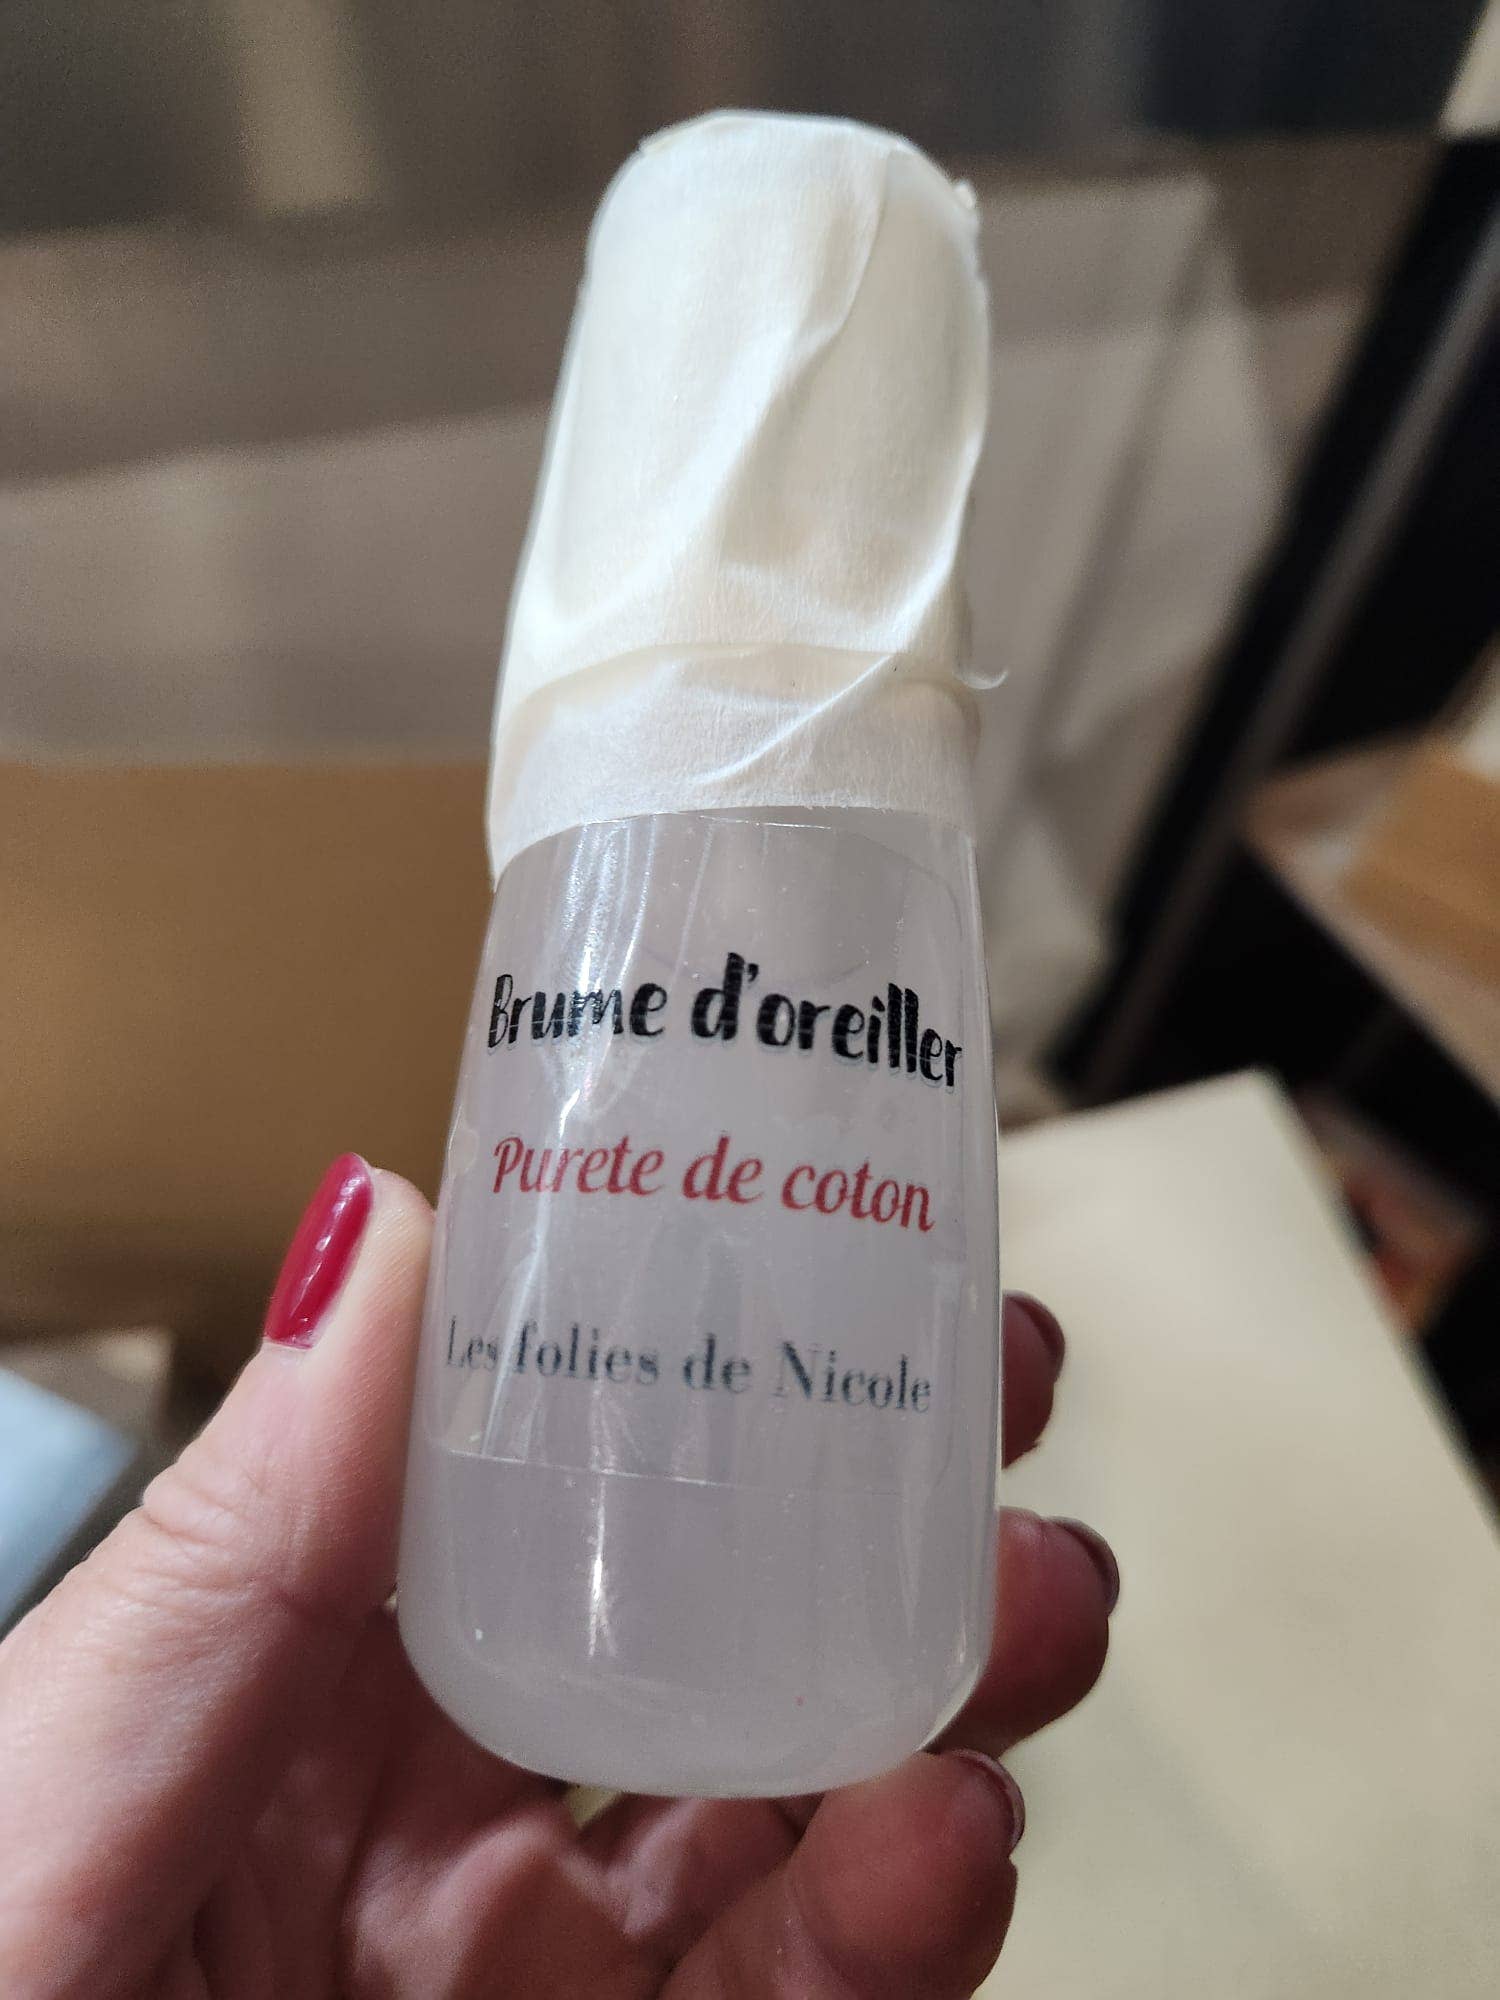 Brume d'oreiller
Purete de coton
Les folies de Nicole